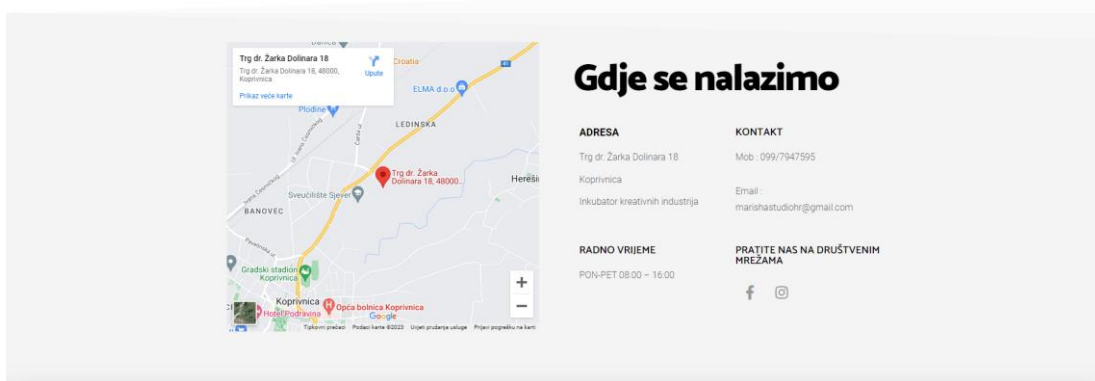 Trg dr. Žarka Dolinara 18
Trg dr. Žarka Dolinara 18, 48000,
Koprivnica
Upute
Prikaz veće karte
Croatia
ELMA d.o.o
Plodine
LEDINSKA
Trg dr. Žarka
Dolinara 18, 48000...
Sveučilište Sjever
BANOVEC
Gradski stadion
Koprivnica
Koprivnica
Opća bolnica Koprivnica
Hotel Podravina
Google
Tipkovni prečaci
Podaci karte ©2023
Uvjeti pružanja usluge
Prijavi pogrešku na karti
Gdje se nalazimo
ADRESA
Trg dr. Žarka Dolinara 18
Koprivnica
Inkubator kreativnih industrija
KONTAKT
Mob : 099/7947595
Email :
marishastudiohr@gmail.com
RADNO VRIJEME
PON-PET 08:00 – 16:00
PRATITE NAS NA DRUŠTVENIM
MREŽAMA